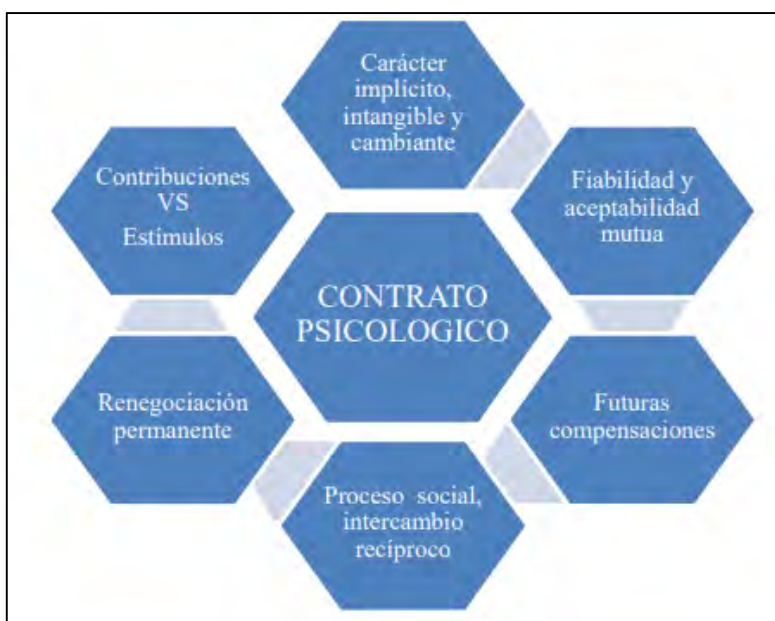 Carácter
implícito,
intangible y
cambiante
Fiabilidad y
aceptabilidad
mutua
Futuras
compensaciones
Proceso social,
intercambio
recíproco
Renegociación
permanente
Contribuciones
VS
Estímulos
CONTRATO
PSICOLOGICO